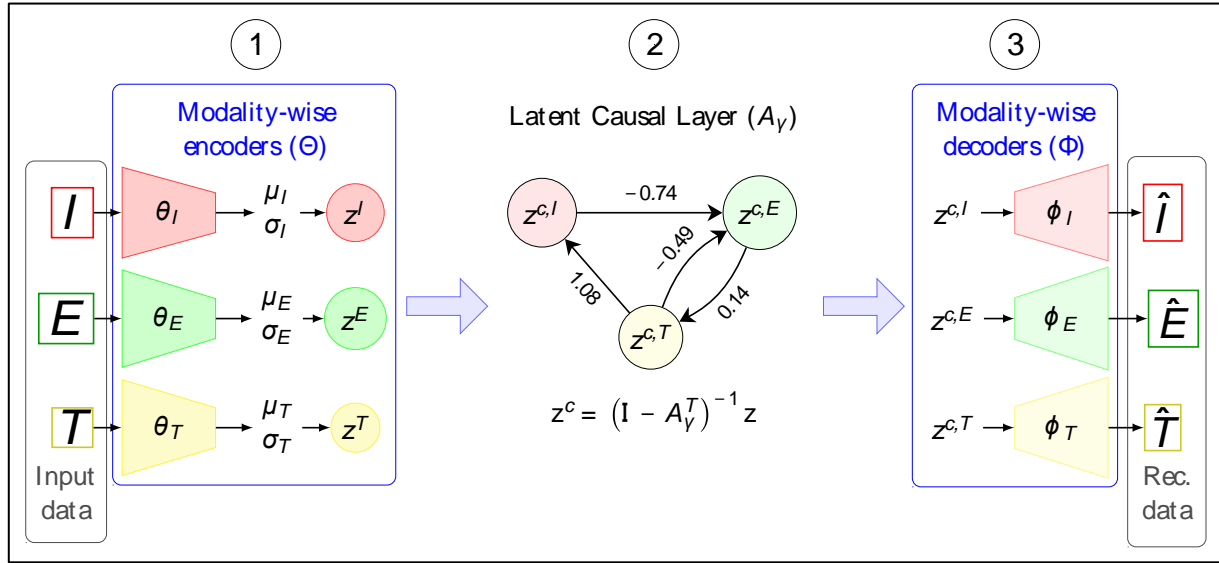 1
Modality-wise
encoders (Θ)
I
θ_I
μ_I
σ_I
z^I
E
θ_E
μ_E
σ_E
z^E
T
θ_T
μ_T
σ_T
z^T
Input
data
2
Latent Causal Layer (A_γ)
z^{c,I}
−0.74
z^{c,E}
−0.49
1.08
0.14
z^{c,T}
z^c = (I − A_γ^T)^{−1} z
3
Modality-wise
decoders (Φ)
z^{c,I}
ϕ_I
Î
z^{c,E}
ϕ_E
Ê
z^{c,T}
ϕ_T
T̂
Rec.
data